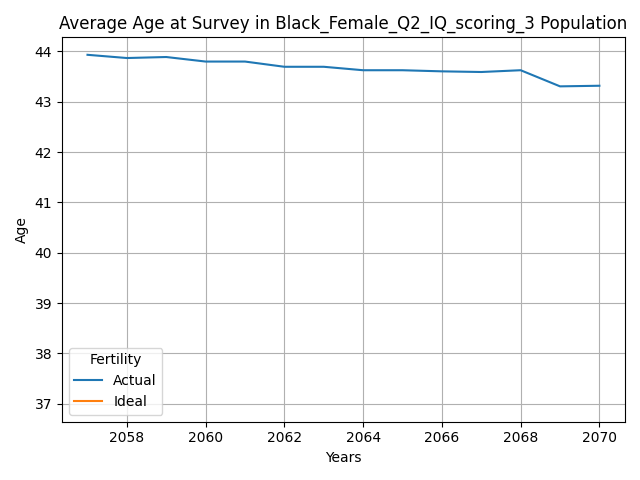 Average Age at Survey in Black_Female_Q2_IQ_scoring_3 Population
44
43
42
41
40
39
38
37
Age
Fertility
Actual
Ideal
2058 2060 2062 2064 2066 2068 2070
Years